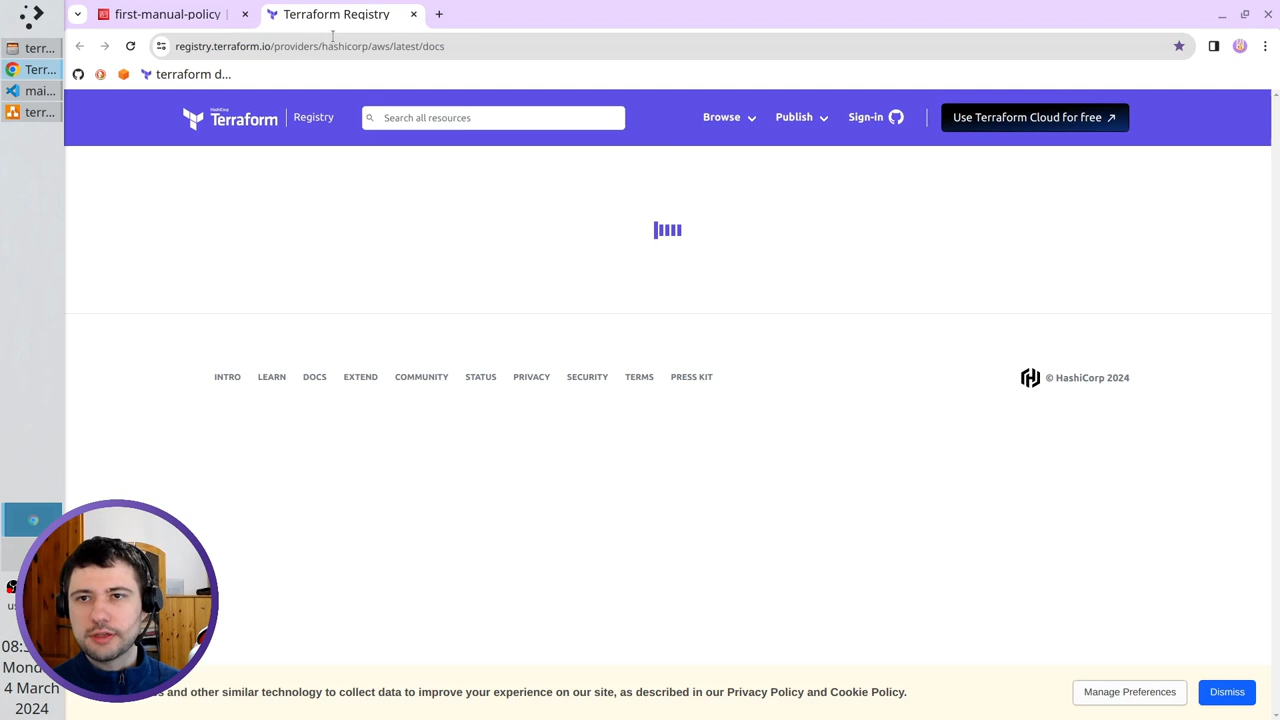 first-manual-policy
Terraform Registry
registry.terraform.io/providers/hashicorp/aws/latest/docs
terraform d...
terr...
Ter...
mai...
terr...
HashiCorp
Terraform
Registry
Search all resources
Browse
Publish
Sign-in
Use Terraform Cloud for free
INTRO
LEARN
DOCS
EXTEND
COMMUNITY
STATUS
PRIVACY
SECURITY
TERMS
PRESS KIT
© HashiCorp 2024
and other similar technology to collect data to improve your experience on our site, as described in our Privacy Policy and Cookie Policy.
Manage Preferences
Dismiss
4 March
2024